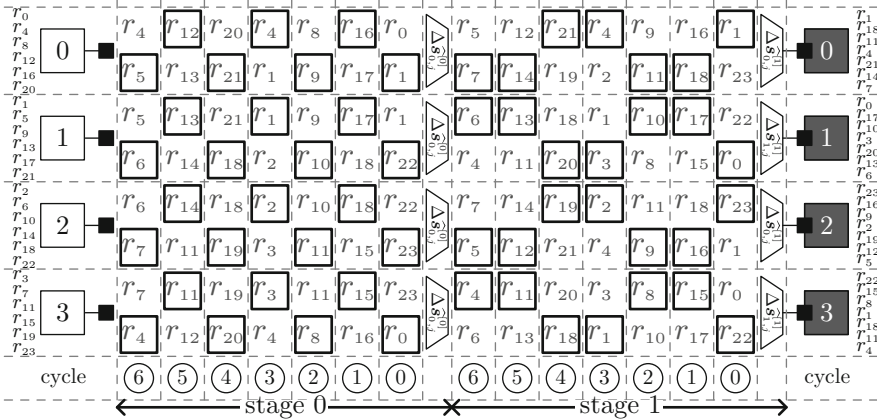 r0
r4
r8
r12
r16
r20
0
r4 r12 r20 r4 r8 r16 r0
r5 r13 r21 r1 r9 r17 r1
r5 r12 r21 r4 r9 r16 r1
r7 r14 r19 r2 r11 r18 r23
0
r1
r18
r11
r4
r21
r14
r7
r1
r5
r9
r13
r17
r21
1
r5 r13 r21 r1 r9 r17 r1
r6 r14 r18 r2 r10 r18 r22
r6 r13 r18 r1 r10 r17 r22
r4 r11 r20 r3 r8 r15 r0
1
r0
r17
r10
r3
r20
r13
r6
r2
r6
r10
r14
r18
r22
2
r6 r14 r18 r2 r10 r18 r22
r7 r11 r19 r3 r11 r15 r23
r7 r14 r19 r2 r11 r18 r23
r5 r12 r21 r4 r9 r16 r1
2
r23
r16
r9
r2
r19
r12
r5
r3
r7
r11
r15
r19
r23
3
r7 r11 r19 r3 r11 r15 r23
r4 r12 r20 r4 r8 r16 r0
r4 r11 r20 r3 r8 r15 r0
r6 r13 r18 r1 r10 r17 r22
3
r22
r15
r8
r1
r18
r11
r4
cycle 6 5 4 3 2 1 0 6 5 4 3 2 1 0 cycle
stage 0 stage 1